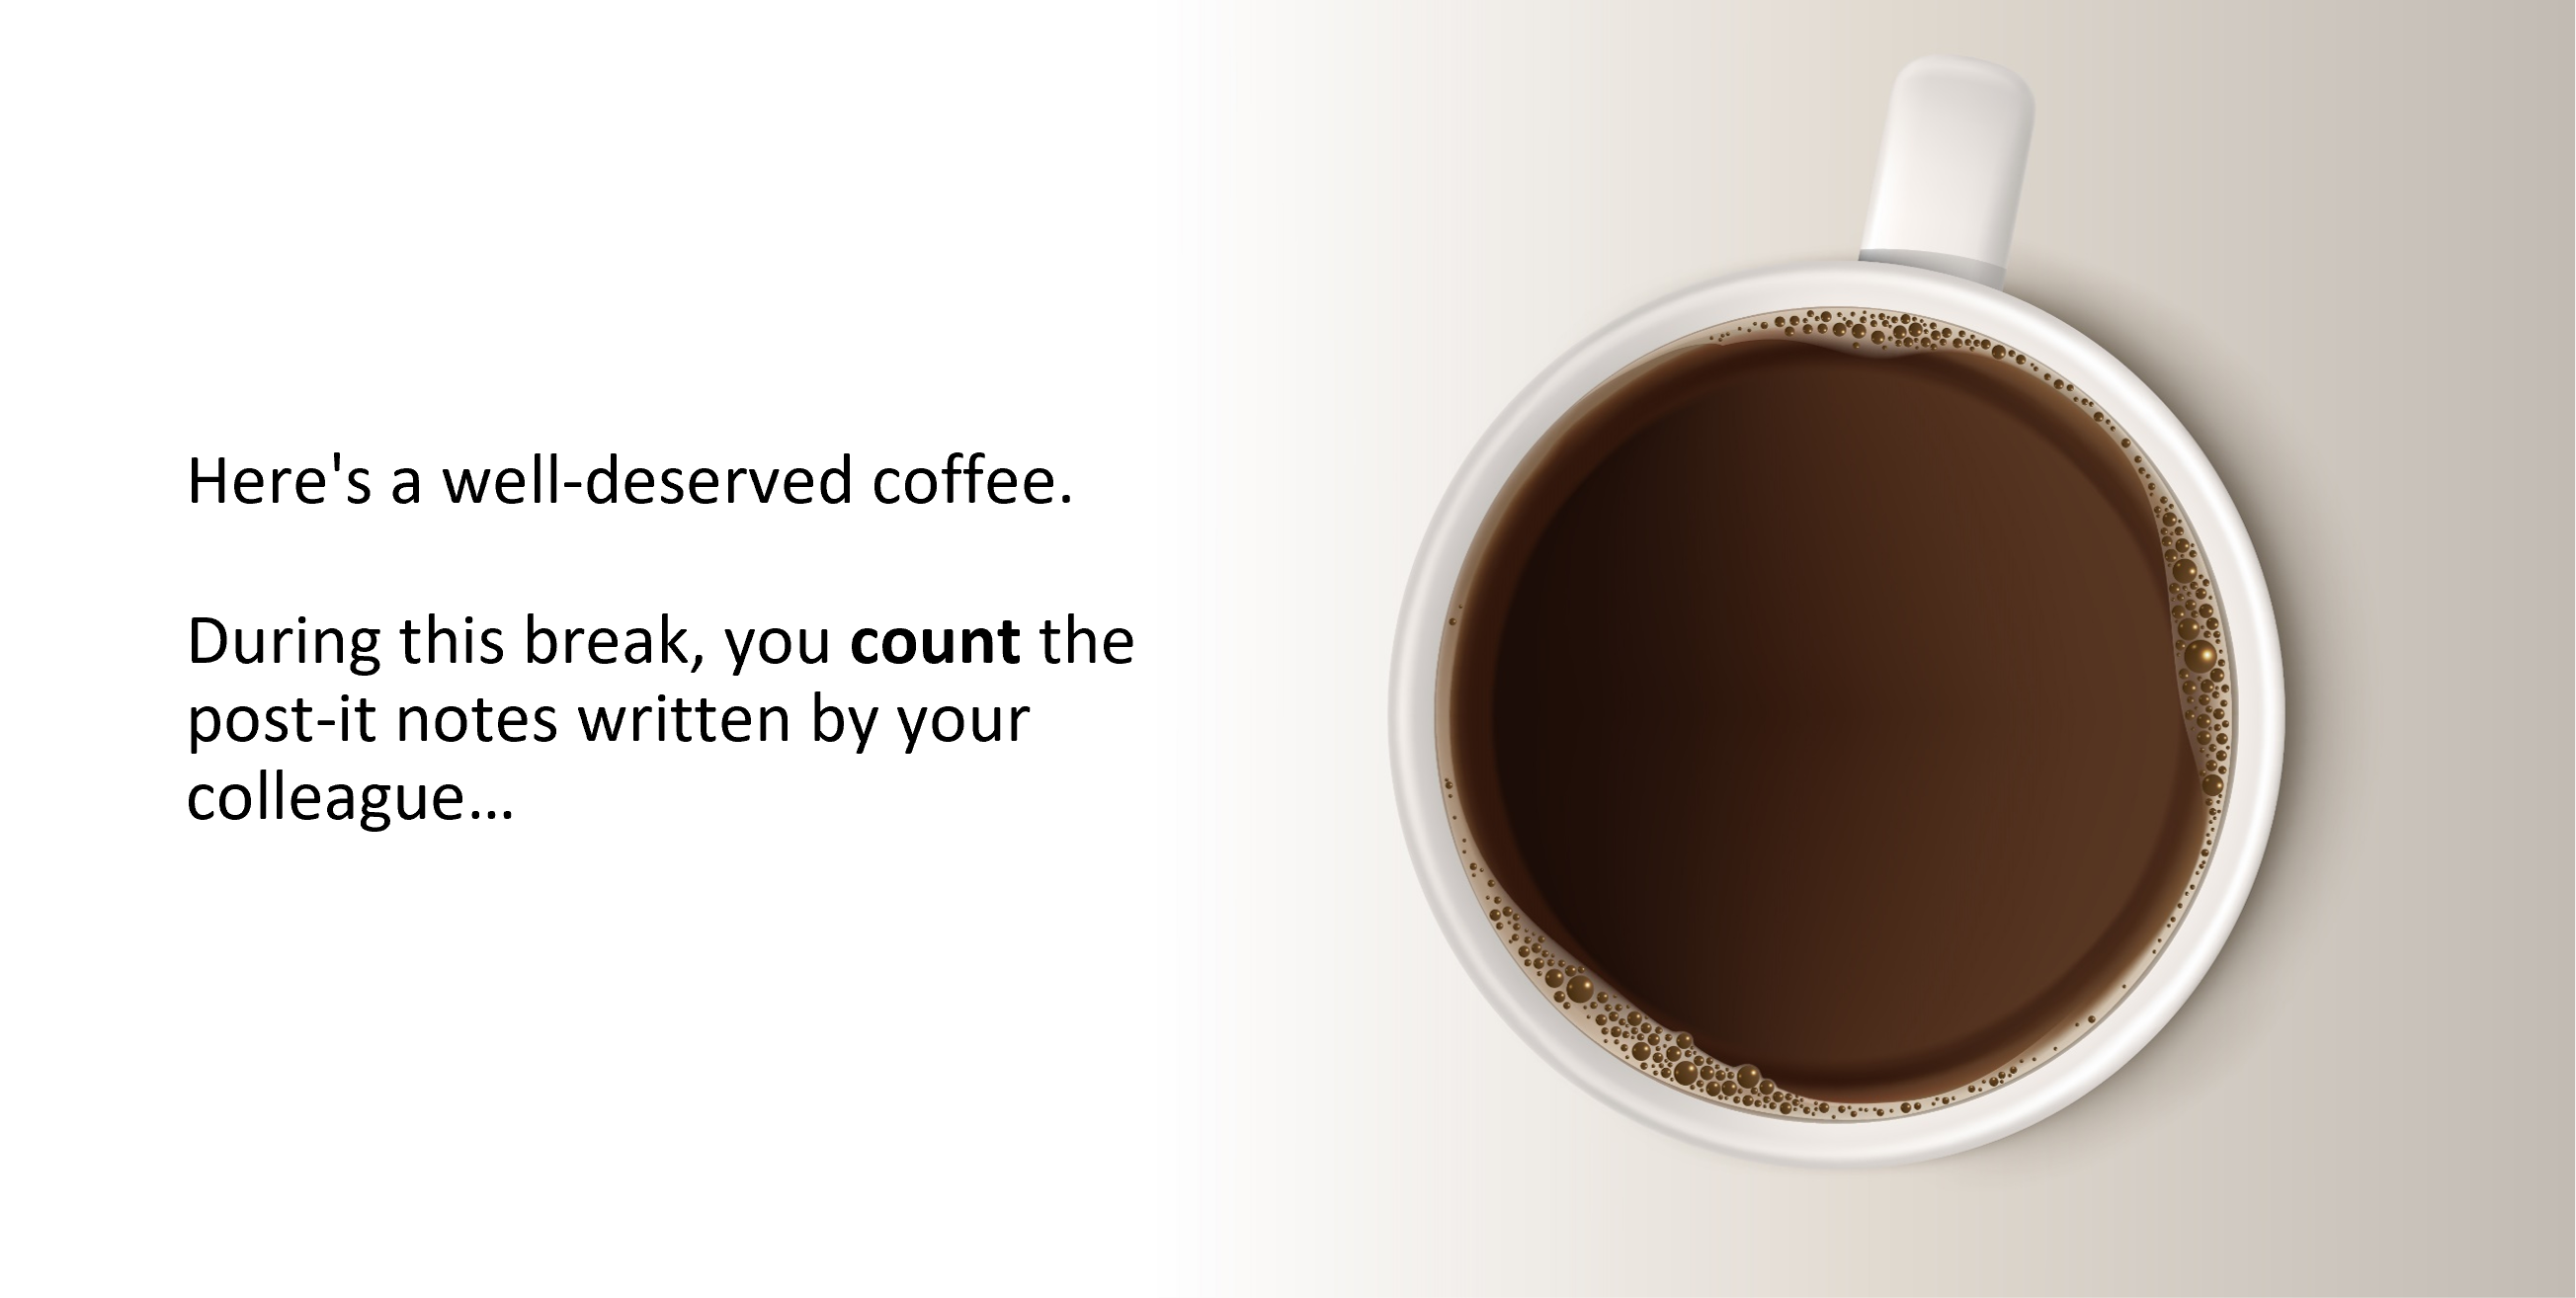 Here's a well-deserved coffee.
During this break, you count the
post-it notes written by your
colleague...